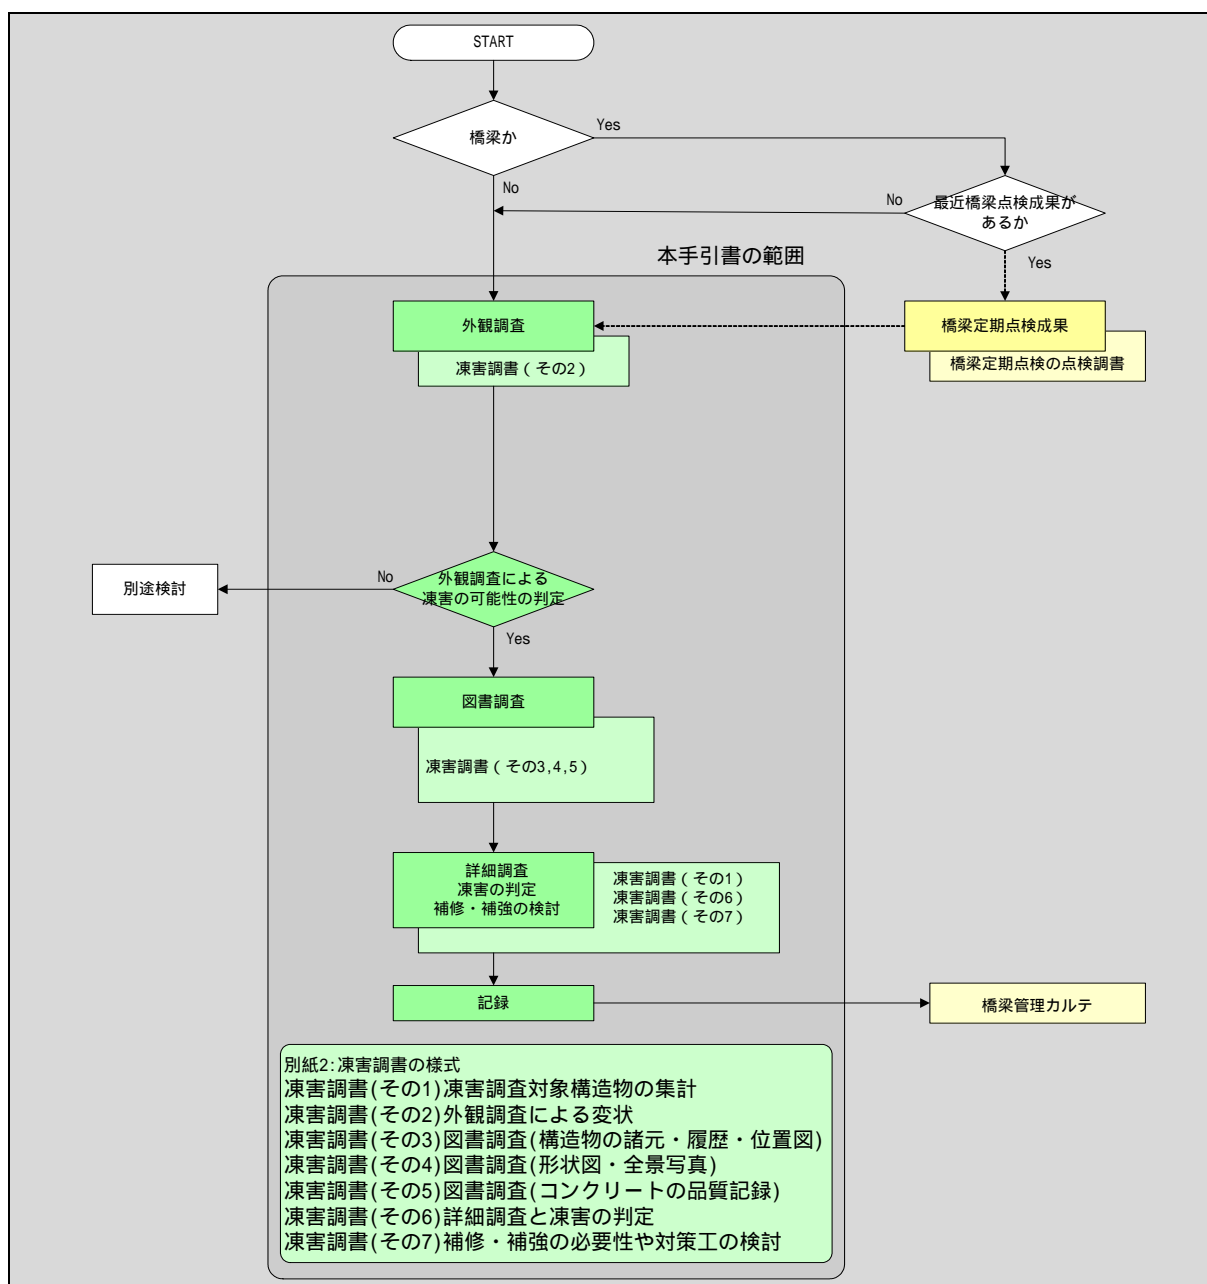 START
橋梁か
Yes
No
最近橋梁点検成果が
あるか
No
Yes
本手引書の範囲
外観調査
凍害調書(その2)
橋梁定期点検成果
橋梁定期点検の点検調書
外観調査による
凍害の可能性の判定
No
別途検討
Yes
図書調査
凍害調書(その3,4,5)
詳細調査
凍害の判定
補修・補強の検討
凍害調書(その1)
凍害調書(その6)
凍害調書(その7)
記録
橋梁管理カルテ
別紙2:凍害調書の様式
凍害調書(その1)凍害調査対象構造物の集計
凍害調書(その2)外観調査による変状
凍害調書(その3)図書調査(構造物の諸元・履歴・位置図)
凍害調書(その4)図書調査(形状図・全景写真)
凍害調書(その5)図書調査(コンクリートの品質記録)
凍害調書(その6)詳細調査と凍害の判定
凍害調書(その7)補修・補強の必要性や対策工の検討